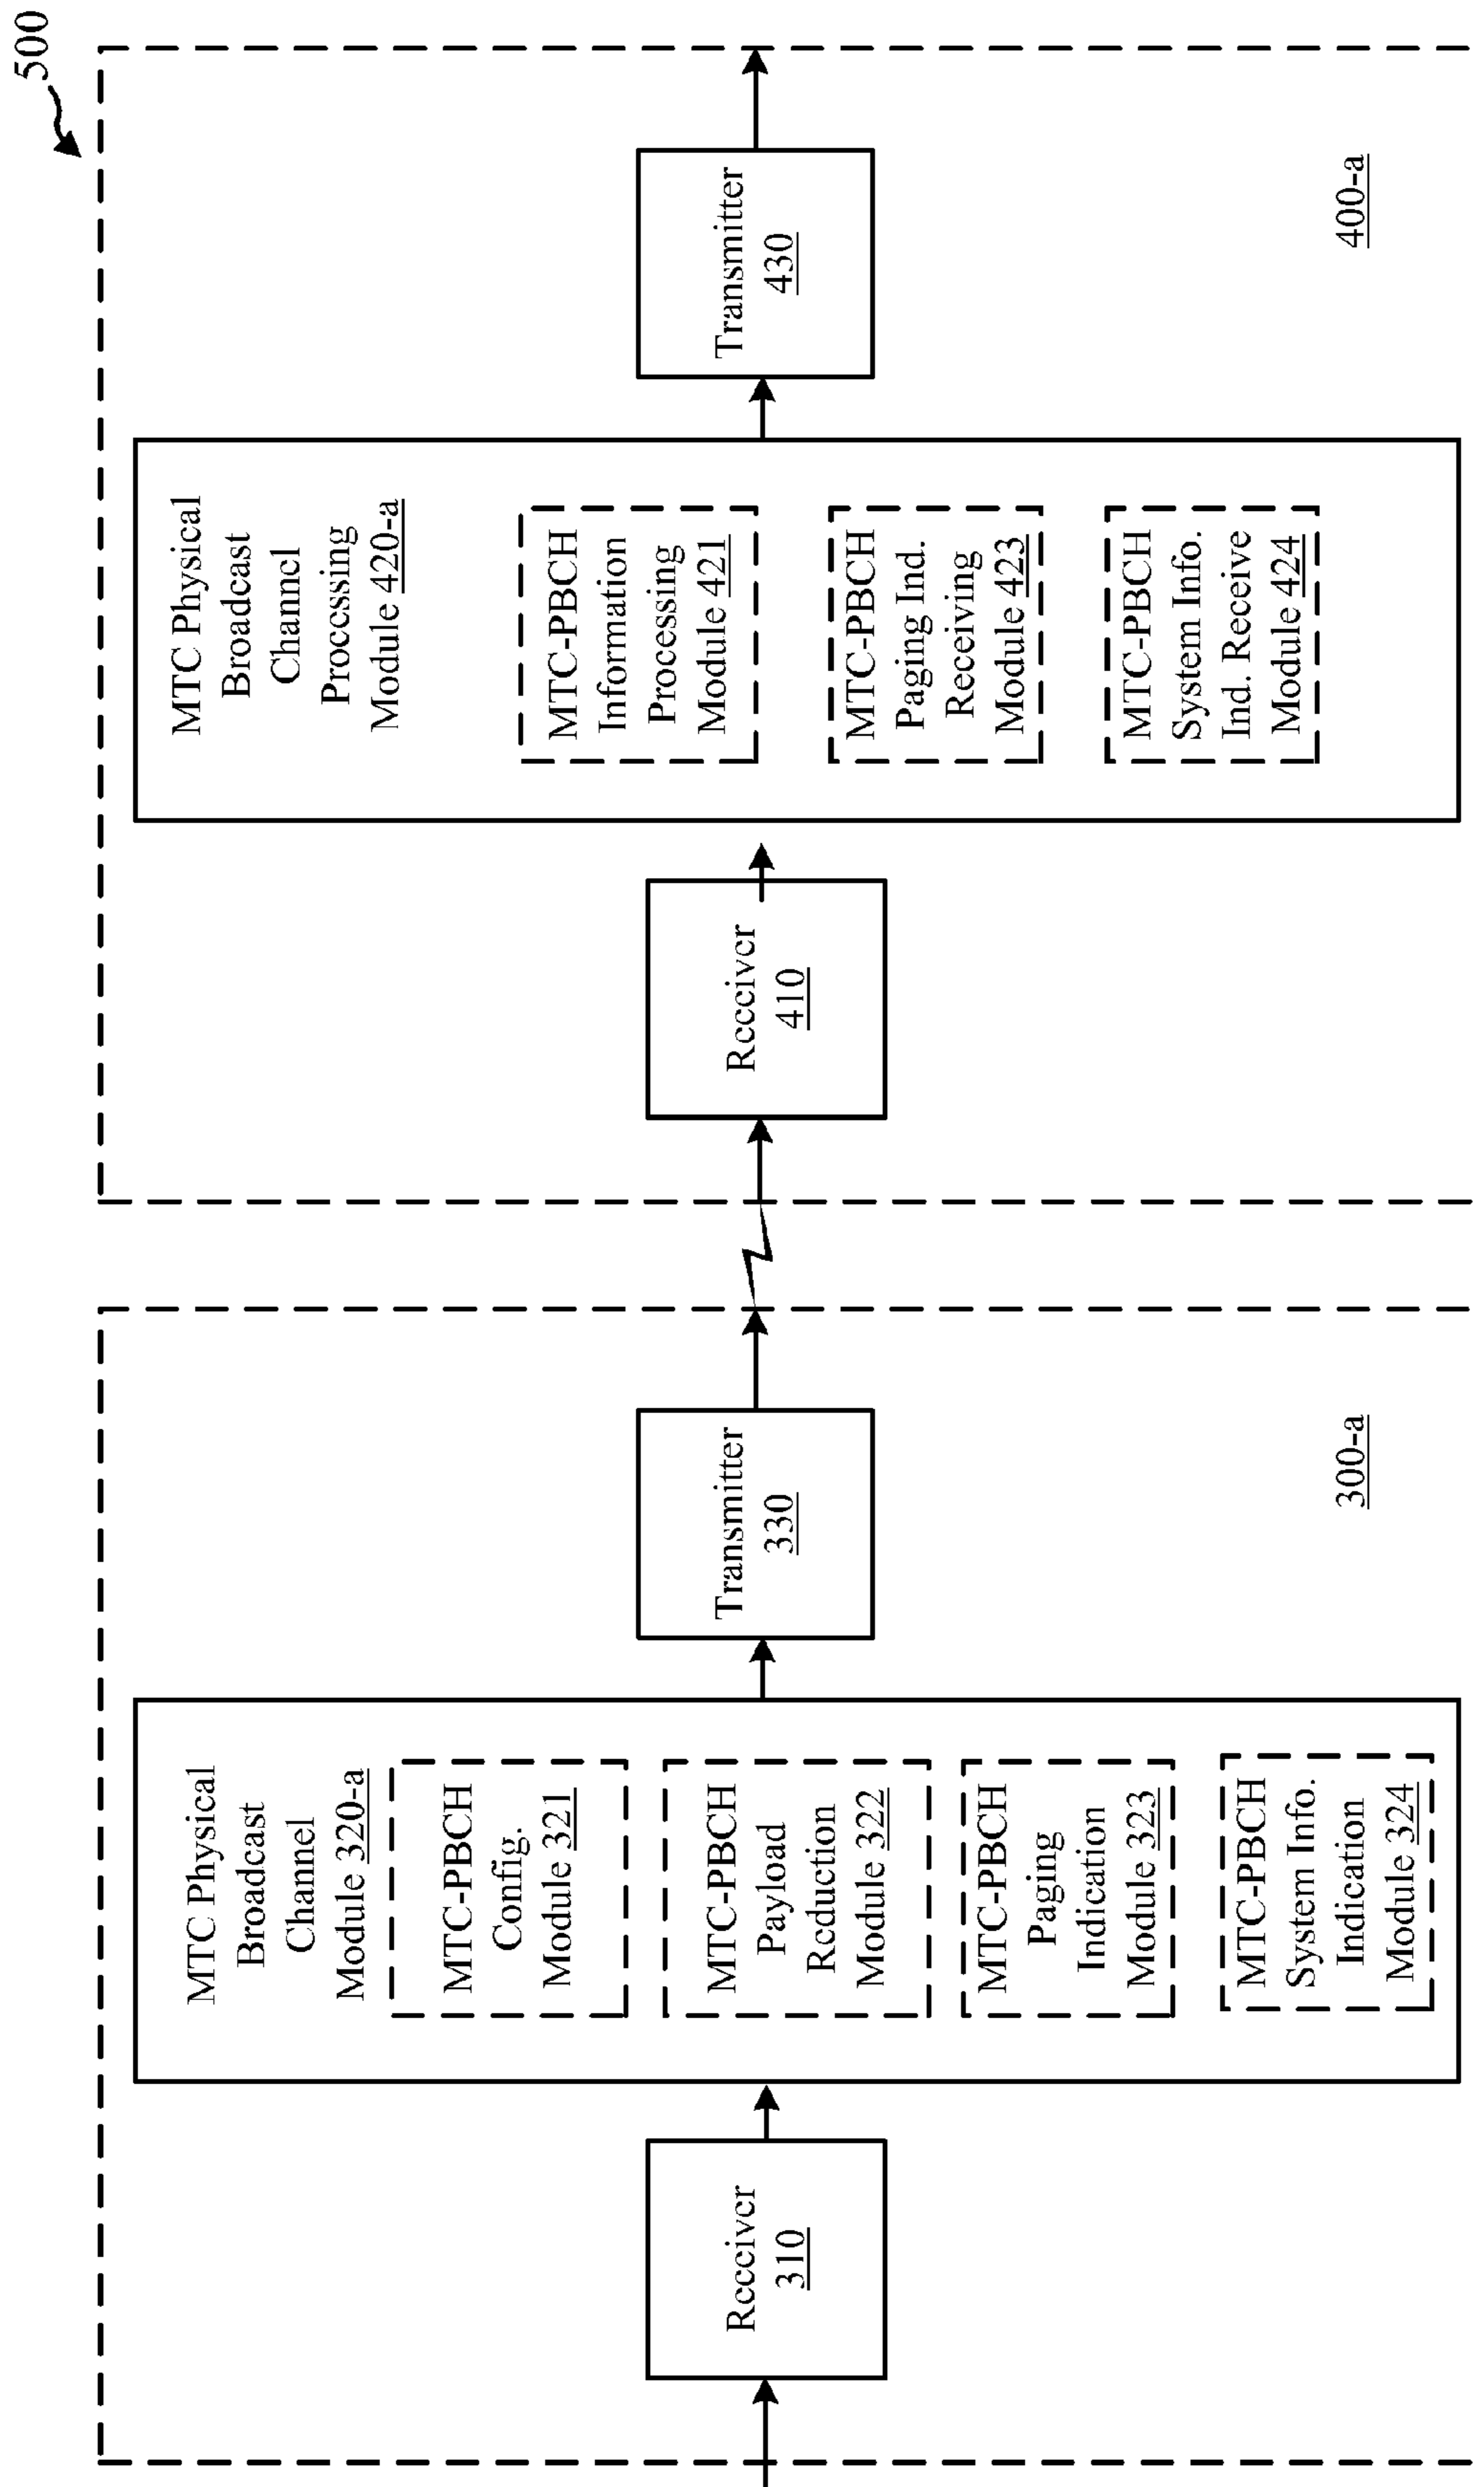 500
Receiver
310
MTC Physical
Broadcast
Channel
Module 320-a
MTC-PBCH
Config.
Module 321
MTC-PBCH
Payload
Reduction
Module 322
MTC-PBCH
Paging
Indication
Module 323
MTC-PBCH
System Info.
Indication
Module 324
Transmitter
330
300-a
Receiver
410
MTC Physical
Broadcast
Channel
Processing
Module 420-a
MTC-PBCH
Information
Processing
Module 421
MTC-PBCH
Paging Ind.
Receiving
Module 423
MTC-PBCH
System Info.
Ind. Receive
Module 424
Transmitter
430
400-a